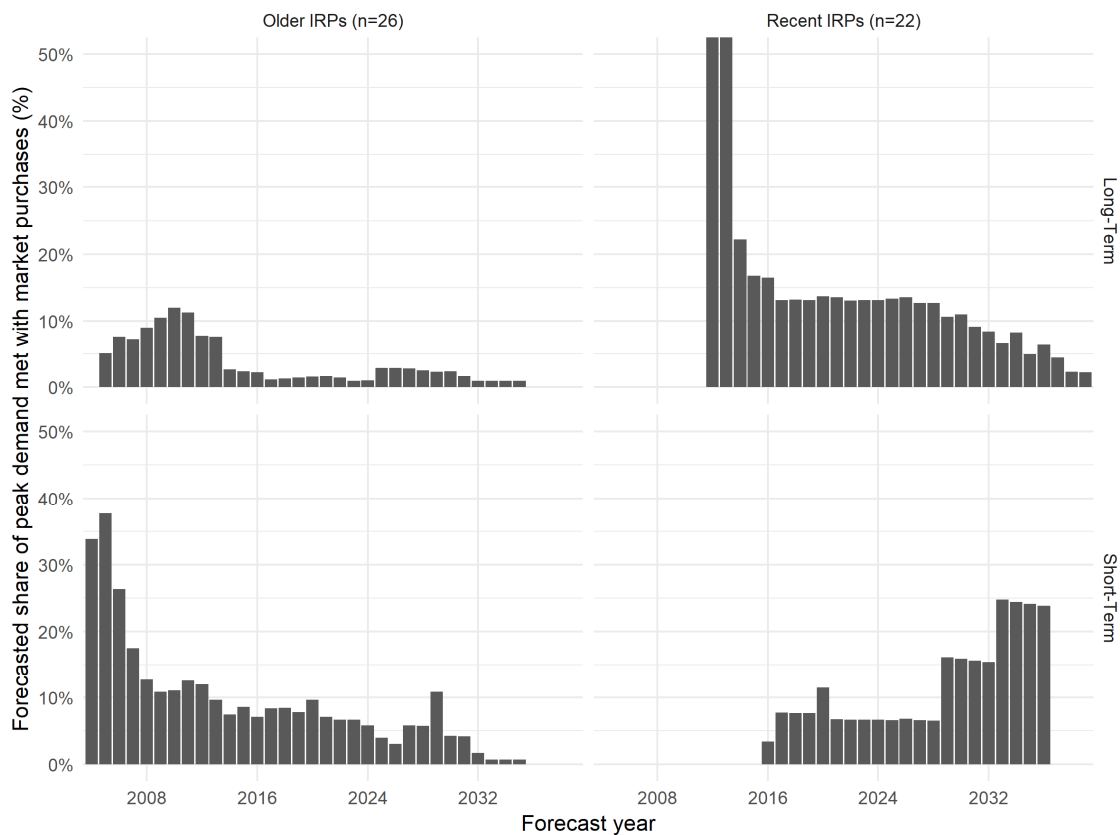 Older IRPs (n=26)
Recent IRPs (n=22)
Forecasted share of peak demand met with market purchases (%)
50%
40%
30%
20%
10%
0%
Long-Term
50%
40%
30%
20%
10%
0%
Short-Term
2008 2016 2024 2032
2008 2016 2024 2032
Forecast year